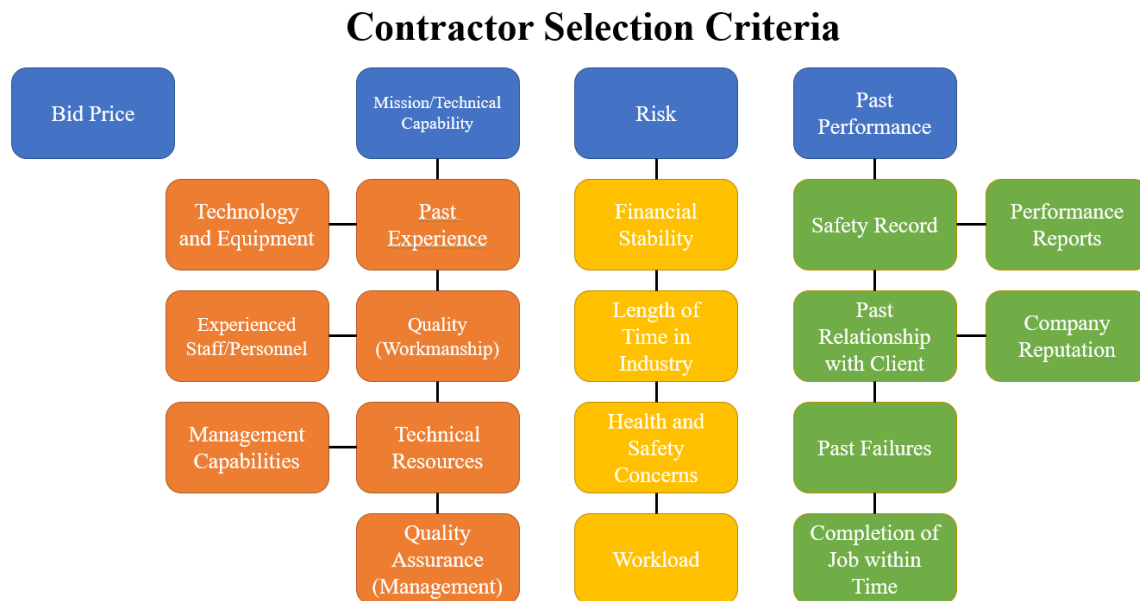 Contractor Selection Criteria
Bid Price
Mission/Technical
Capability
Risk
Past
Performance
Technology
and Equipment
Past
Experience
Financial
Stability
Safety Record
Performance
Reports
Experienced
Staff/Personnel
Quality
(Workmanship)
Length of
Time in
Industry
Past
Relationship
with Client
Company
Reputation
Management
Capabilities
Technical
Resources
Health and
Safety
Concerns
Past Failures
Quality
Assurance
(Management)
Workload
Completion of
Job within
Time